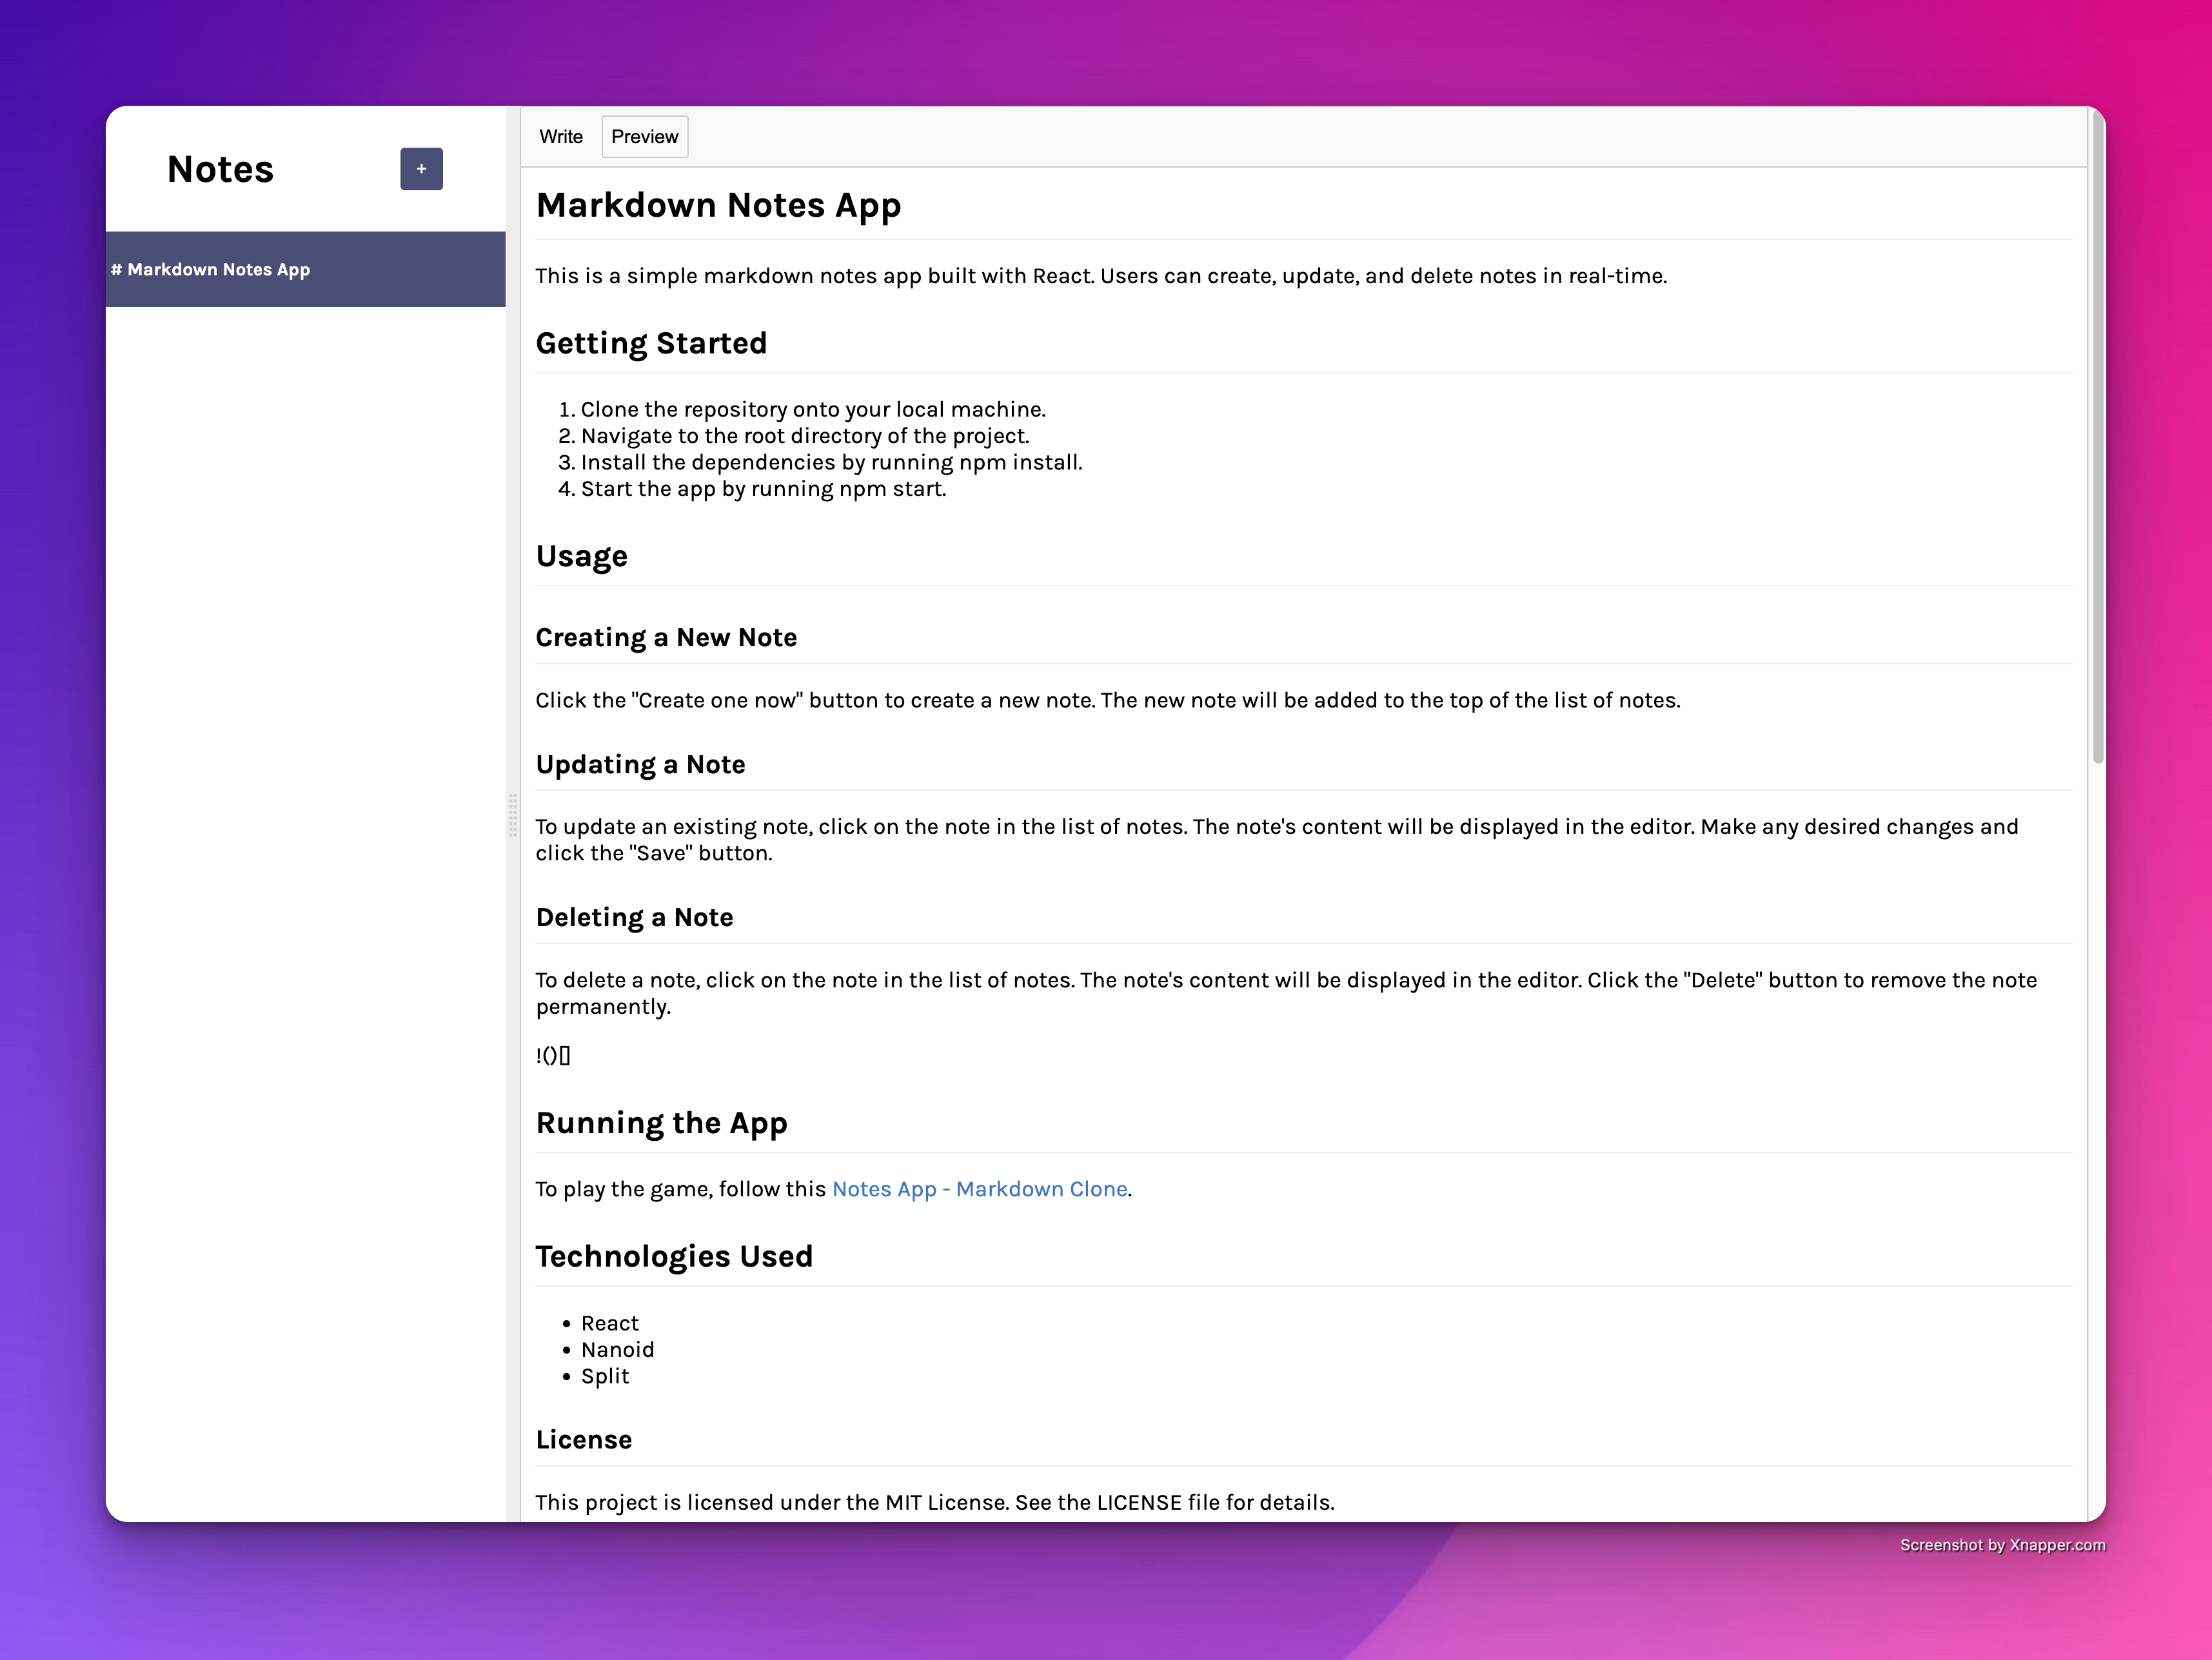 Notes
+
# Markdown Notes App
Write Preview
Markdown Notes App
This is a simple markdown notes app built with React. Users can create, update, and delete notes in real-time.
Getting Started
1. Clone the repository onto your local machine.
2. Navigate to the root directory of the project.
3. Install the dependencies by running npm install.
4. Start the app by running npm start.
Usage
Creating a New Note
Click the "Create one now" button to create a new note. The new note will be added to the top of the list of notes.
Updating a Note
To update an existing note, click on the note in the list of notes. The note's content will be displayed in the editor. Make any desired changes and
click the "Save" button.
Deleting a Note
To delete a note, click on the note in the list of notes. The note's content will be displayed in the editor. Click the "Delete" button to remove the note
permanently.
!()[]
Running the App
To play the game, follow this Notes App - Markdown Clone.
Technologies Used
• React
• Nanoid
• Split
License
This project is licensed under the MIT License. See the LICENSE file for details.
Screenshot by Xnapper.com